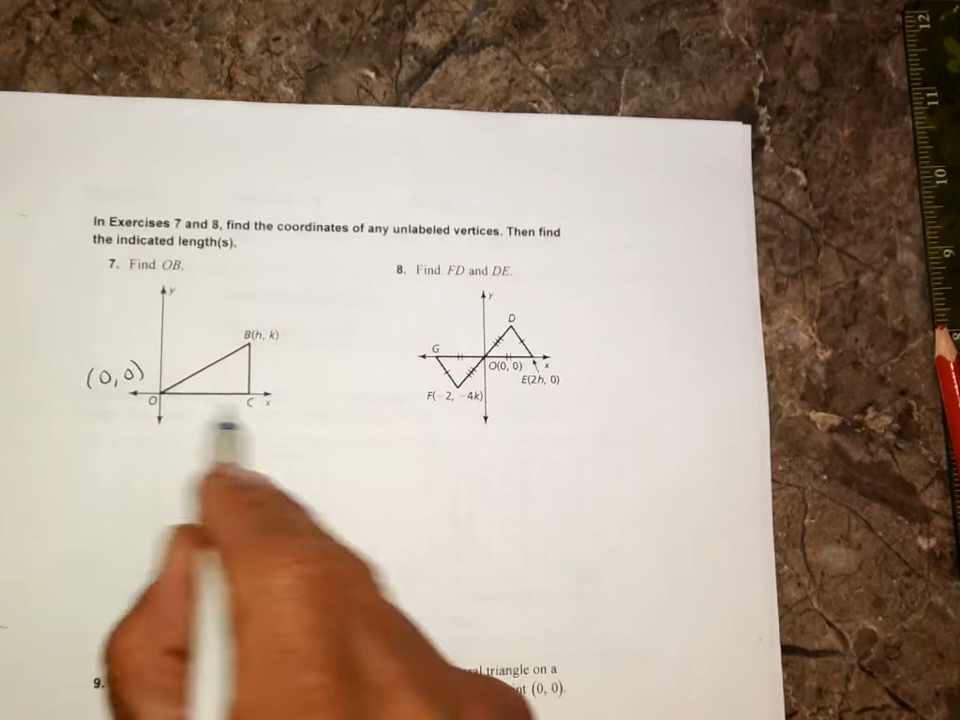 In Exercises 7 and 8, find the coordinates of any unlabeled vertices. Then find
the indicated length(s).
7. Find OB.
8. Find FD and DE.
y
B(h, k)
(0,0)
O
C
x
y
D
G
O(0, 0)
x
E(2h, 0)
F(-2, -4k)
9.
triangle on a
(0, 0).
12
11
10
9
8